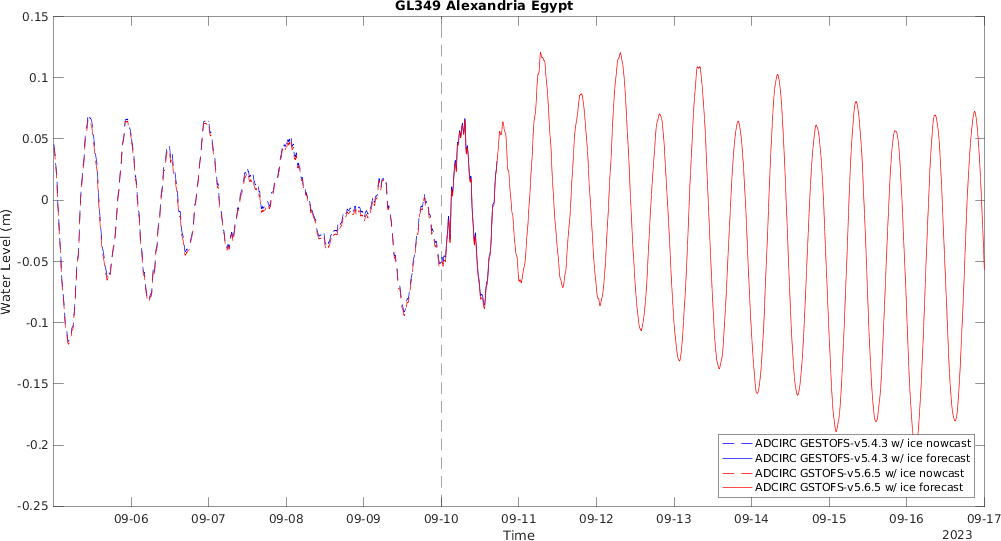 GL349 Alexandria Egypt
0.15
0.1
0.05
0
-0.05
-0.1
-0.15
-0.2
-0.25
Water Level (m)
09-06 09-07 09-08 09-09 09-10 09-11 09-12 09-13 09-14 09-15 09-16 09-17
Time
2023
ADCIRC GESTOFS-v5.4.3 w/ ice nowcast
ADCIRC GESTOFS-v5.4.3 w/ ice forecast
ADCIRC GSTOFS-v5.6.5 w/ ice nowcast
ADCIRC GSTOFS-v5.6.5 w/ ice forecast